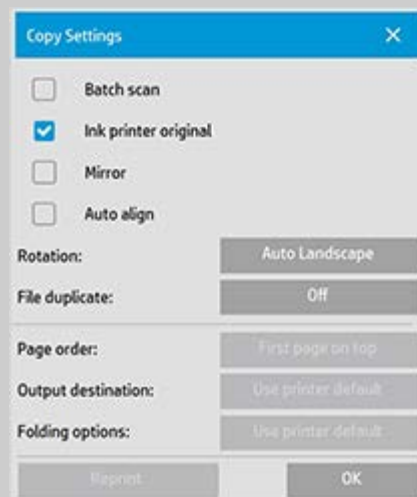 Copy Settings
Batch scan
Ink printer original
Mirror
Auto align
Rotation: Auto Landscape
File duplicate: Off
Page order: First page on top
Output destination: Use printer default
Folding options: Use printer default
Reprint OK